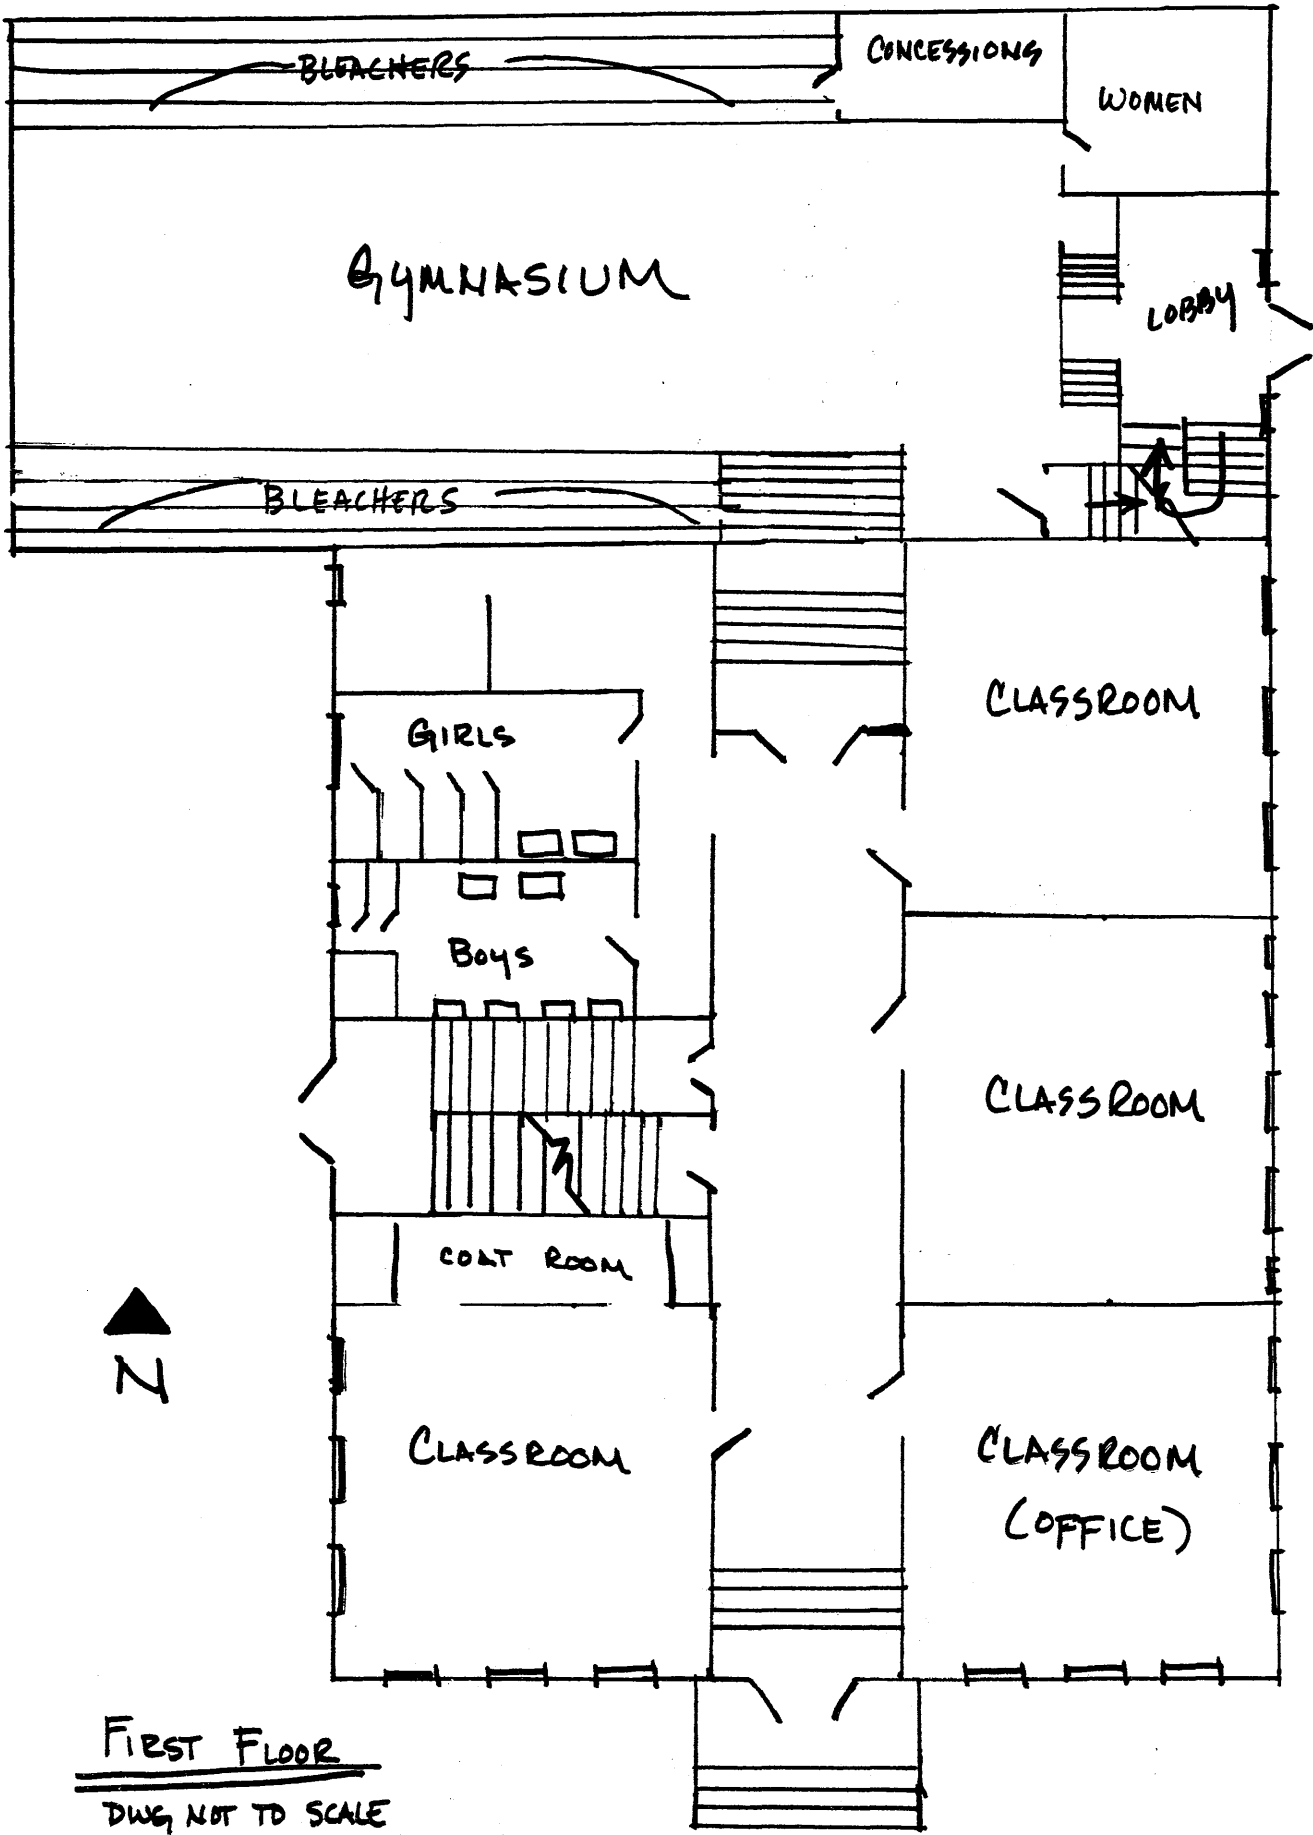 BLEACHERS
CONCESSIONS
WOMEN
GYMNASIUM
LOBBY
BLEACHERS
CLASSROOM
GIRLS
BOYS
CLASSROOM
COAT ROOM
N
CLASSROOM
CLASSROOM
(OFFICE)
FIRST FLOOR
DWG NOT TO SCALE